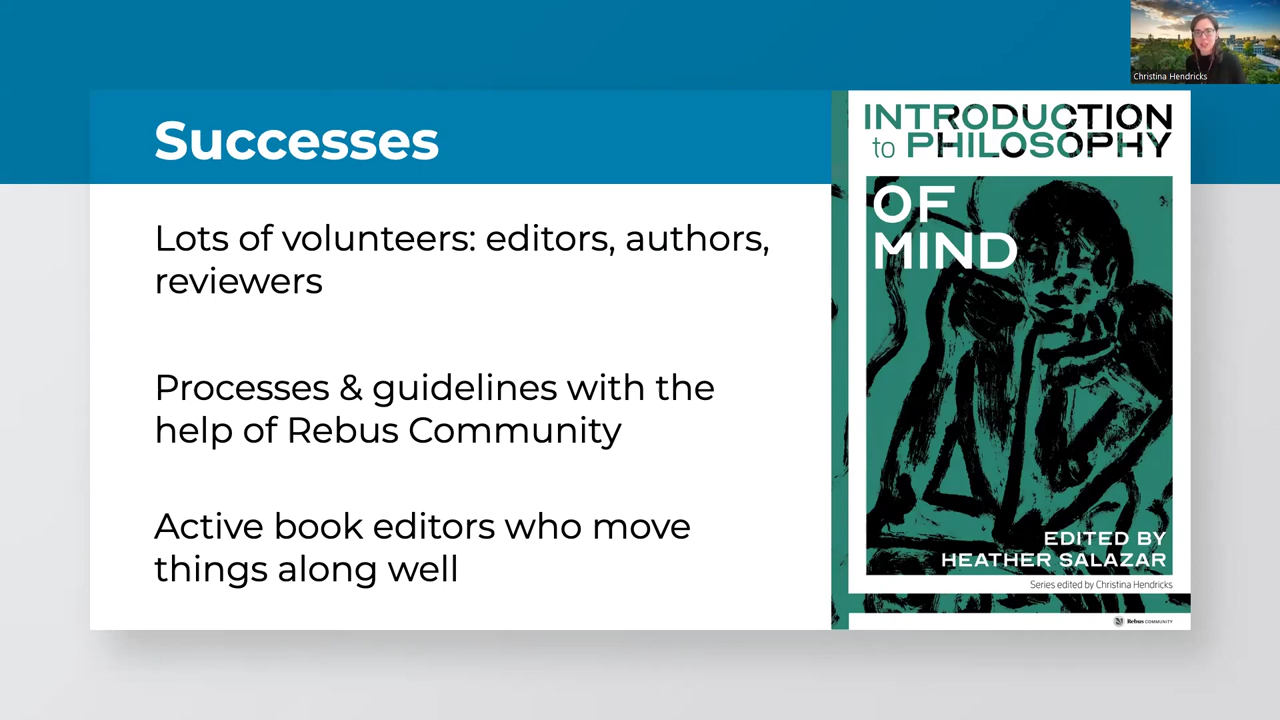 Christina Hendricks
Successes
Lots of volunteers: editors, authors,
reviewers
Processes & guidelines with the
help of Rebus Community
Active book editors who move
things along well
INTRODUCTION
to PHILOSOPHY
OF
MIND
EDITED BY
HEATHER SALAZAR
Series edited by Christina Hendricks
Rebus COMMUNITY